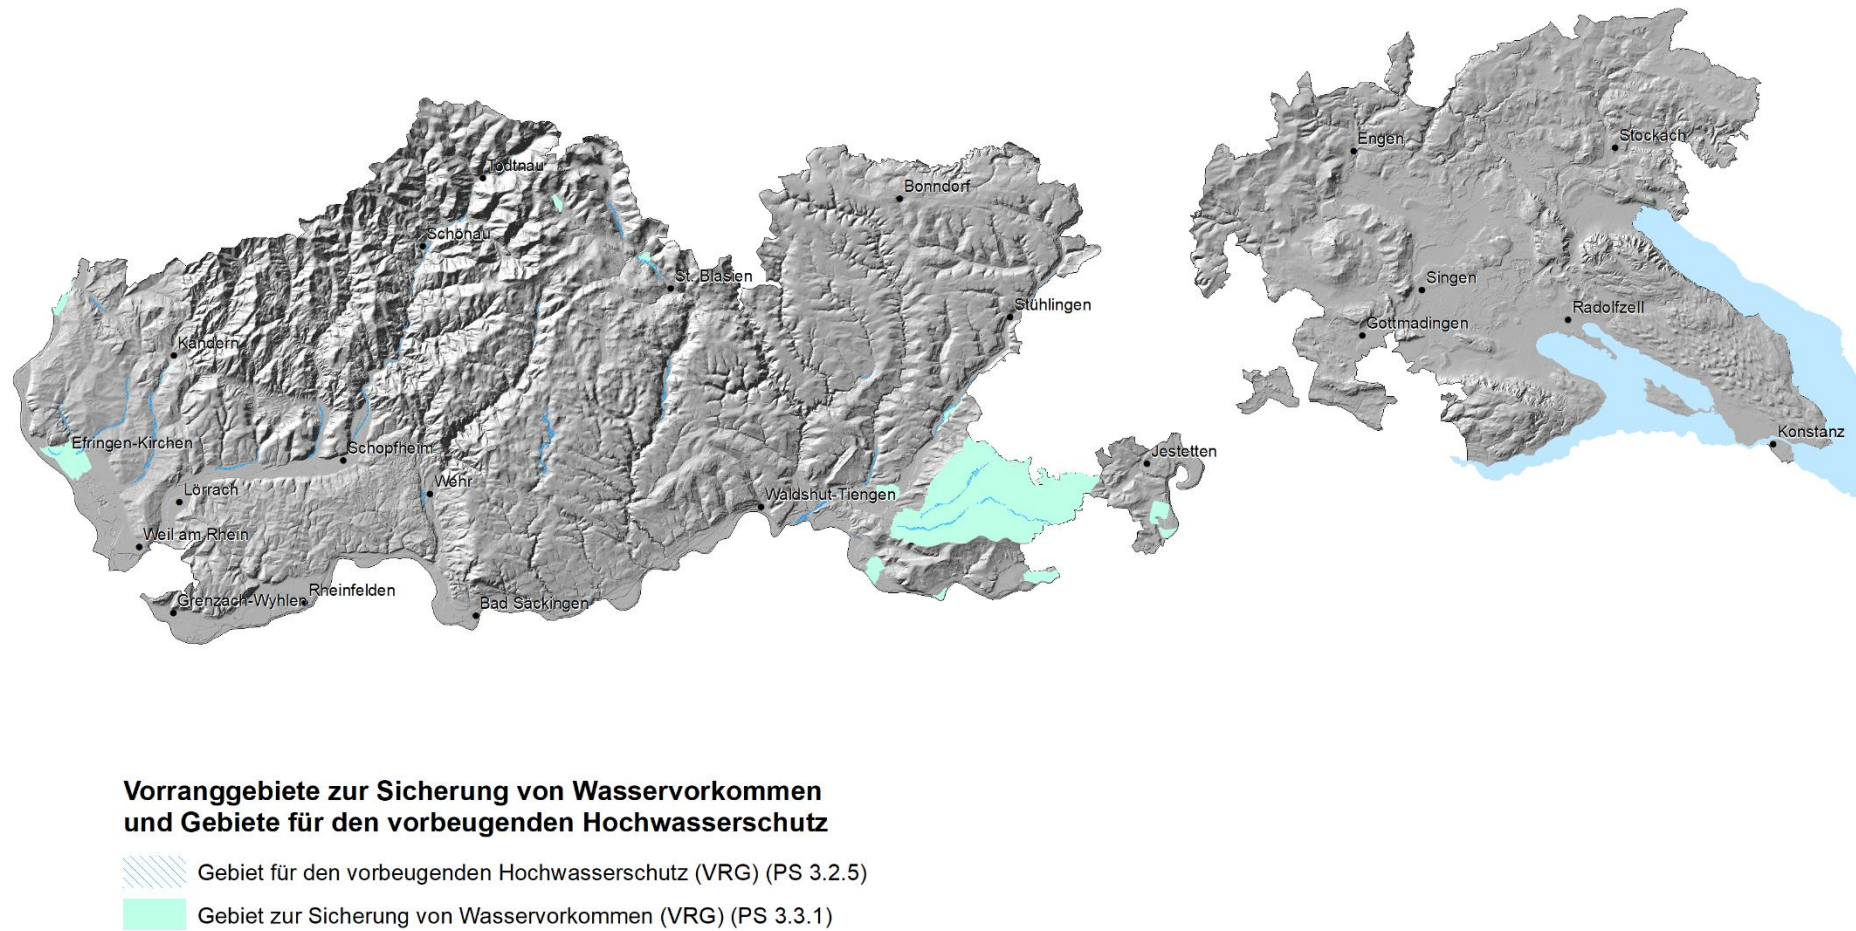 Engen
Stockach
Todtnau
Bonndorf
Schönau
St. Blasien
Singen
Stühlingen
Radolfzell
Gottmadingen
Kandern
Efringen-Kirchen
Schopfheim
Konstanz
Jestetten
Wehr
Lörrach
Waldshut-Tiengen
Weil am Rhein
Rheinfelden
Grenzach-Wyhlen
Bad Säckingen
Vorranggebiete zur Sicherung von Wasservorkommen
und Gebiete für den vorbeugenden Hochwasserschutz
Gebiet für den vorbeugenden Hochwasserschutz (VRG) (PS 3.2.5)
Gebiet zur Sicherung von Wasservorkommen (VRG) (PS 3.3.1)